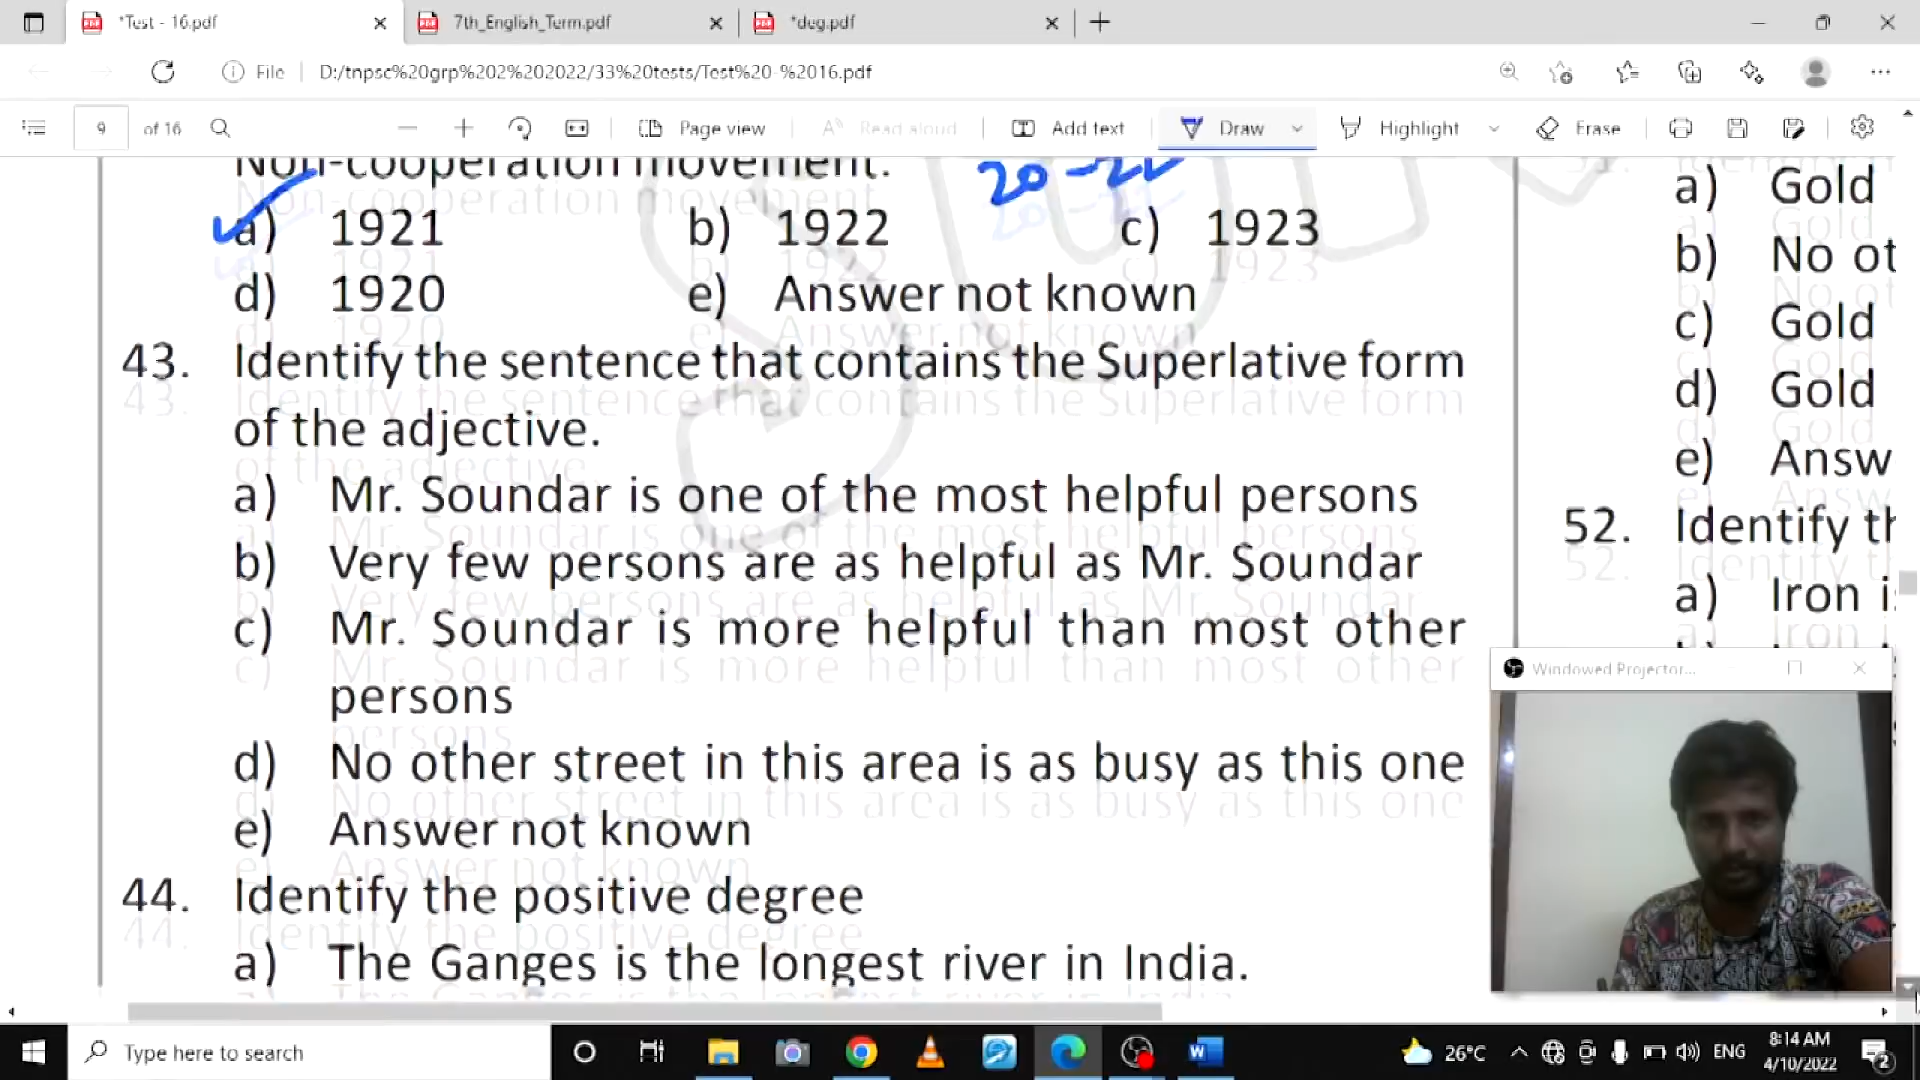 *Test - 16.pdf
7th_English_Term.pdf
*deg.pdf
File
D:/tnpsc%20grp%202%202022/33%20tests/Test%20-%2016.pdf
9 of 16
Page view
Read aloud
Add text
Draw
Highlight
Erase
Non-cooperation movement.
20-22
a) 1921 b) 1922 c) 1923
d) 1920 e) Answer not known
43. Identify the sentence that contains the Superlative form
of the adjective.
a) Mr. Soundar is one of the most helpful persons
b) Very few persons are as helpful as Mr. Soundar
c) Mr. Soundar is more helpful than most other
persons
d) No other street in this area is as busy as this one
e) Answer not known
44. Identify the positive degree
a) The Ganges is the longest river in India.
a) Gold
b) No ot
c) Gold
d) Gold
e) Answ
52. Identify th
a) Iron i
Windowed Projector...
Type here to search
26°C
ENG
8:14 AM
4/10/2022
2